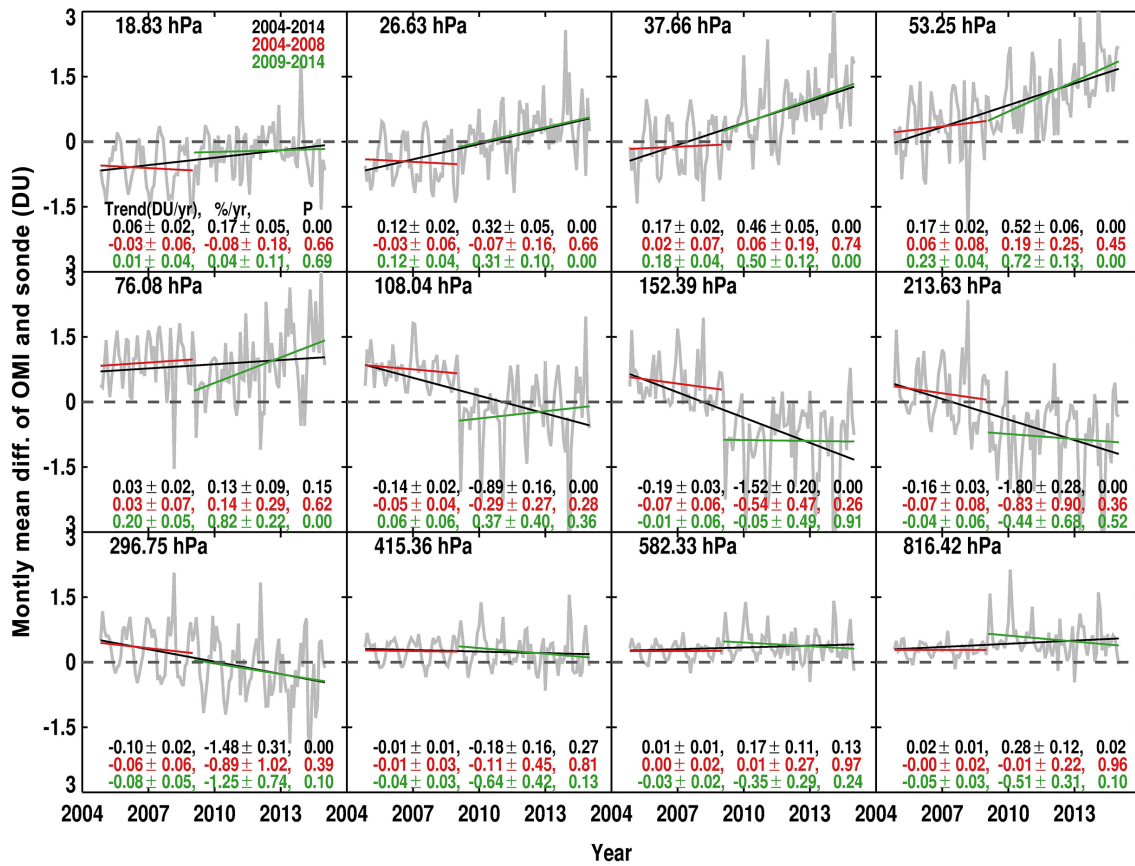 Montly mean diff. of OMI and sonde (DU)
3
1.5
0
-1.5
3
18.83 hPa
2004-2014
2004-2008
2009-2014
Trend(DU/yr), %/yr, P
0.06 ± 0.02, 0.17 ± 0.05, 0.00
-0.03 ± 0.06, -0.08 ± 0.18, 0.66
0.01 ± 0.04, 0.04 ± 0.11, 0.69
26.63 hPa
0.12 ± 0.02, 0.32 ± 0.05, 0.00
-0.03 ± 0.06, -0.07 ± 0.16, 0.66
0.12 ± 0.04, 0.31 ± 0.10, 0.00
37.66 hPa
0.17 ± 0.02, 0.46 ± 0.05, 0.00
0.02 ± 0.07, 0.06 ± 0.19, 0.74
0.18 ± 0.04, 0.50 ± 0.12, 0.00
53.25 hPa
0.17 ± 0.02, 0.52 ± 0.06, 0.00
0.06 ± 0.08, 0.19 ± 0.25, 0.45
0.23 ± 0.04, 0.72 ± 0.13, 0.00
3
1.5
0
-1.5
3
76.08 hPa
0.03 ± 0.02, 0.13 ± 0.09, 0.15
0.03 ± 0.07, 0.14 ± 0.29, 0.62
0.20 ± 0.05, 0.82 ± 0.22, 0.00
108.04 hPa
-0.14 ± 0.02, -0.89 ± 0.16, 0.00
-0.05 ± 0.04, -0.29 ± 0.27, 0.28
0.06 ± 0.06, 0.37 ± 0.40, 0.36
152.39 hPa
-0.19 ± 0.03, -1.52 ± 0.20, 0.00
-0.07 ± 0.06, -0.54 ± 0.47, 0.26
-0.01 ± 0.06, -0.05 ± 0.49, 0.91
213.63 hPa
-0.16 ± 0.03, -1.80 ± 0.28, 0.00
-0.07 ± 0.08, -0.83 ± 0.90, 0.36
-0.04 ± 0.06, -0.44 ± 0.68, 0.52
3
1.5
0
-1.5
3
296.75 hPa
-0.10 ± 0.02, -1.48 ± 0.31, 0.00
-0.06 ± 0.06, -0.89 ± 1.02, 0.39
-0.08 ± 0.05, -1.25 ± 0.74, 0.10
415.36 hPa
-0.01 ± 0.01, -0.18 ± 0.16, 0.27
-0.01 ± 0.03, -0.11 ± 0.45, 0.81
-0.04 ± 0.03, -0.64 ± 0.42, 0.13
582.33 hPa
0.01 ± 0.01, 0.17 ± 0.11, 0.13
0.00 ± 0.02, 0.01 ± 0.27, 0.97
-0.03 ± 0.02, -0.35 ± 0.29, 0.24
816.42 hPa
0.02 ± 0.01, 0.28 ± 0.12, 0.02
-0.00 ± 0.02, -0.01 ± 0.22, 0.96
-0.05 ± 0.03, -0.51 ± 0.31, 0.10
2004 2007 2010 2013 2004 2007 2010 2013 2004 2007 2010 2013 2004 2007 2010 2013
Year